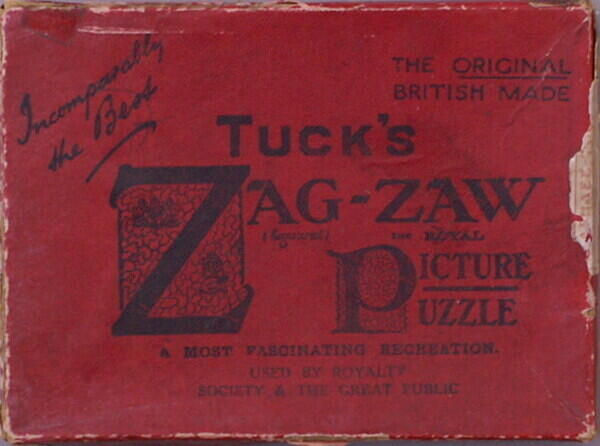 Incomparably
the Best
THE ORIGINAL
BRITISH MADE
TUCK'S
ZAG-ZAW
(Registered) THE ROYAL
PICTURE
PUZZLE
A MOST FASCINATING RECREATION.
USED BY ROYALTY
SOCIETY & THE GREAT PUBLIC